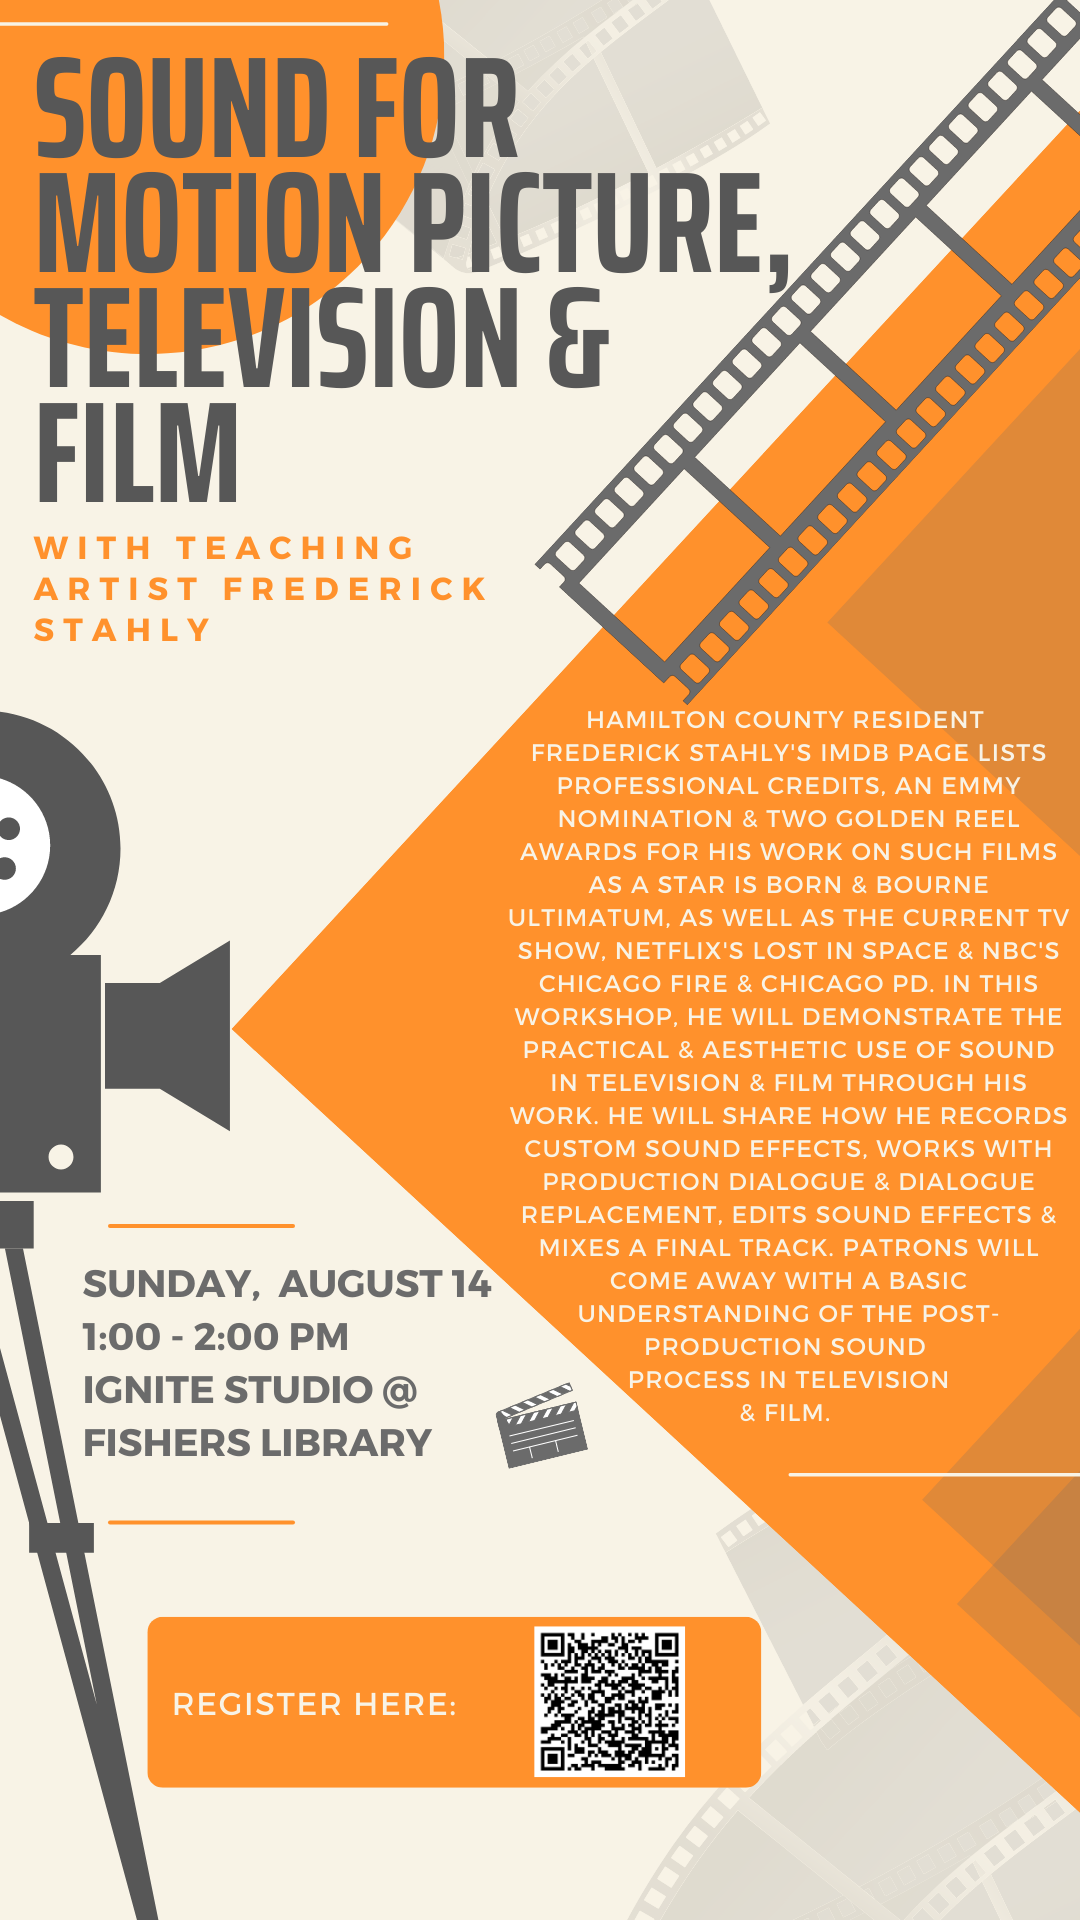 SOUND FOR
MOTION PICTURE,
TELEVISION &
FILM
WITH TEACHING
ARTIST FREDERICK
STAHLY
HAMILTON COUNTY RESIDENT
FREDERICK STAHLY'S IMDB PAGE LISTS
PROFESSIONAL CREDITS, AN EMMY
NOMINATION & TWO GOLDEN REEL
AWARDS FOR HIS WORK ON SUCH FILMS
AS A STAR IS BORN & BOURNE
ULTIMATUM, AS WELL AS THE CURRENT TV
SHOW, NETFLIX'S LOST IN SPACE & NBC'S
CHICAGO FIRE & CHICAGO PD. IN THIS
WORKSHOP, HE WILL DEMONSTRATE THE
PRACTICAL & AESTHETIC USE OF SOUND
IN TELEVISION & FILM THROUGH HIS
WORK. HE WILL SHARE HOW HE RECORDS
CUSTOM SOUND EFFECTS, WORKS WITH
PRODUCTION DIALOGUE & DIALOGUE
REPLACEMENT, EDITS SOUND EFFECTS &
MIXES A FINAL TRACK. PATRONS WILL
COME AWAY WITH A BASIC
UNDERSTANDING OF THE POST-
PRODUCTION SOUND
PROCESS IN TELEVISION
& FILM.
SUNDAY, AUGUST 14
1:00 - 2:00 PM
IGNITE STUDIO @
FISHERS LIBRARY
REGISTER HERE: